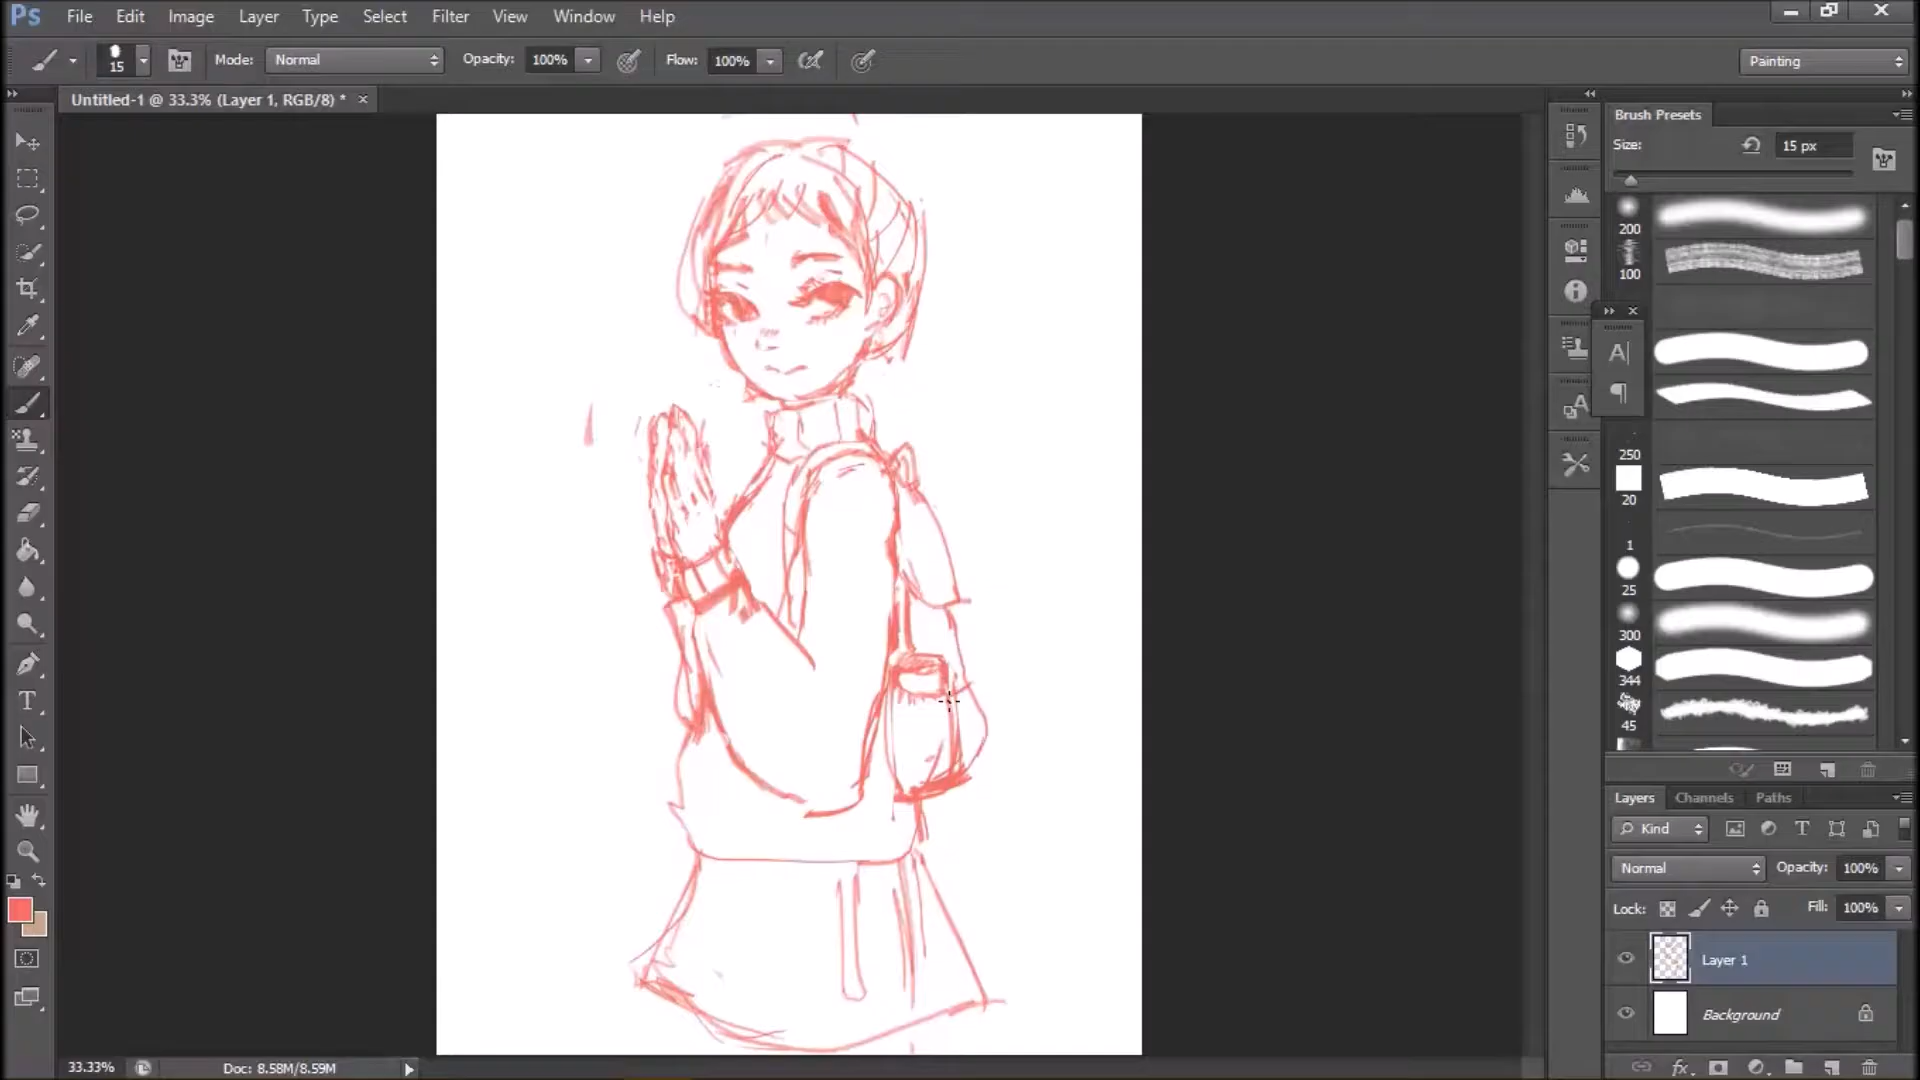 Ps File Edit Image Layer Type Select Filter View Window Help
15 Mode: Normal Opacity: 100% Flow: 100% Painting
Untitled-1 @ 33.3% (Layer 1, RGB/8) *
Brush Presets
Size: 15 px
200
100
250
20
1
25
300
344
45
Layers Channels Paths
Kind
Normal Opacity: 100%
Lock: Fill: 100%
Layer 1
Background
33.33% Doc: 8.58M/8.59M